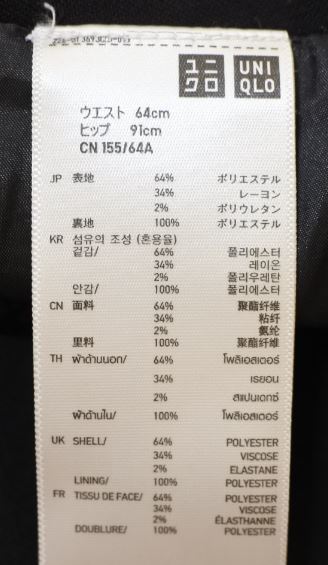 ユニクロ UNIQLO
ウエスト 64cm
ヒップ 91cm
CN 155/64A
JP 表地 64% ポリエステル
34% レーヨン
2% ポリウレタン
裏地 100% ポリエステル
KR 섬유의 조성 (혼용율)
겉감/ 64% 폴리에스터
34% 레이온
2% 폴리우레탄
안감/ 100% 폴리에스터
CN 面料 64% 聚酯纤维
34% 粘纤
2% 氨纶
里料 100% 聚酯纤维
TH ผ้าด้านนอก/ 64% โพลิเอสเตอร์
34% เรยอน
2% สแปนเดกซ์
ผ้าด้านใน/ 100% โพลิเอสเตอร์
UK SHELL/ 64% POLYESTER
34% VISCOSE
2% ELASTANE
LINING/ 100% POLYESTER
FR TISSU DE FACE/ 64% POLYESTER
34% VISCOSE
2% ÉLASTHANNE
DOUBLURE/ 100% POLYESTER